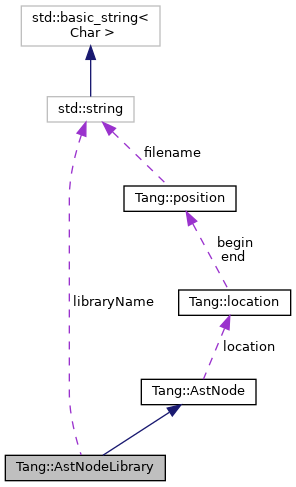 std::basic_string<
Char >
std::string
filename
Tang::position
begin
end
libraryName
Tang::location
location
Tang::AstNode
Tang::AstNodeLibrary